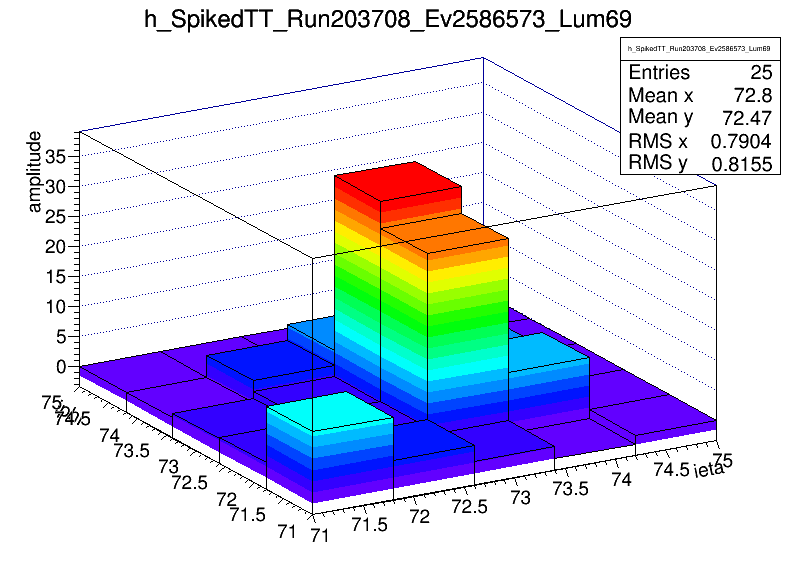 h_SpikedTT_Run203708_Ev2586573_Lum69
h_SpikedTT_Run203708_Ev2586573_Lum69
Entries 25
Mean x 72.8
Mean y 72.47
RMS x 0.7904
RMS y 0.8155
amplitude
35
30
25
20
15
10
5
0
75
74.5
74
73.5
73
72.5
72
71.5
71
71
71.5
72
72.5
73
73.5
74
74.5
75
ieta